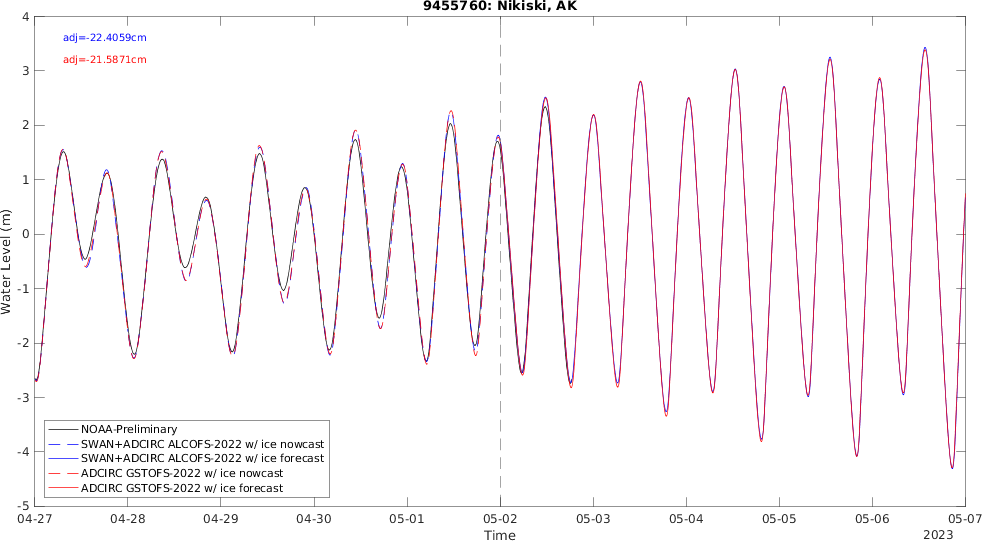 9455760: Nikiski, AK
adj=-22.4059cm
adj=-21.5871cm
4
3
2
1
0
-1
-2
-3
-4
-5
Water Level (m)
NOAA-Preliminary
SWAN+ADCIRC ALCOFS-2022 w/ ice nowcast
SWAN+ADCIRC ALCOFS-2022 w/ ice forecast
ADCIRC GSTOFS-2022 w/ ice nowcast
ADCIRC GSTOFS-2022 w/ ice forecast
04-27 04-28 04-29 04-30 05-01 05-02 05-03 05-04 05-05 05-06 05-07
Time
2023